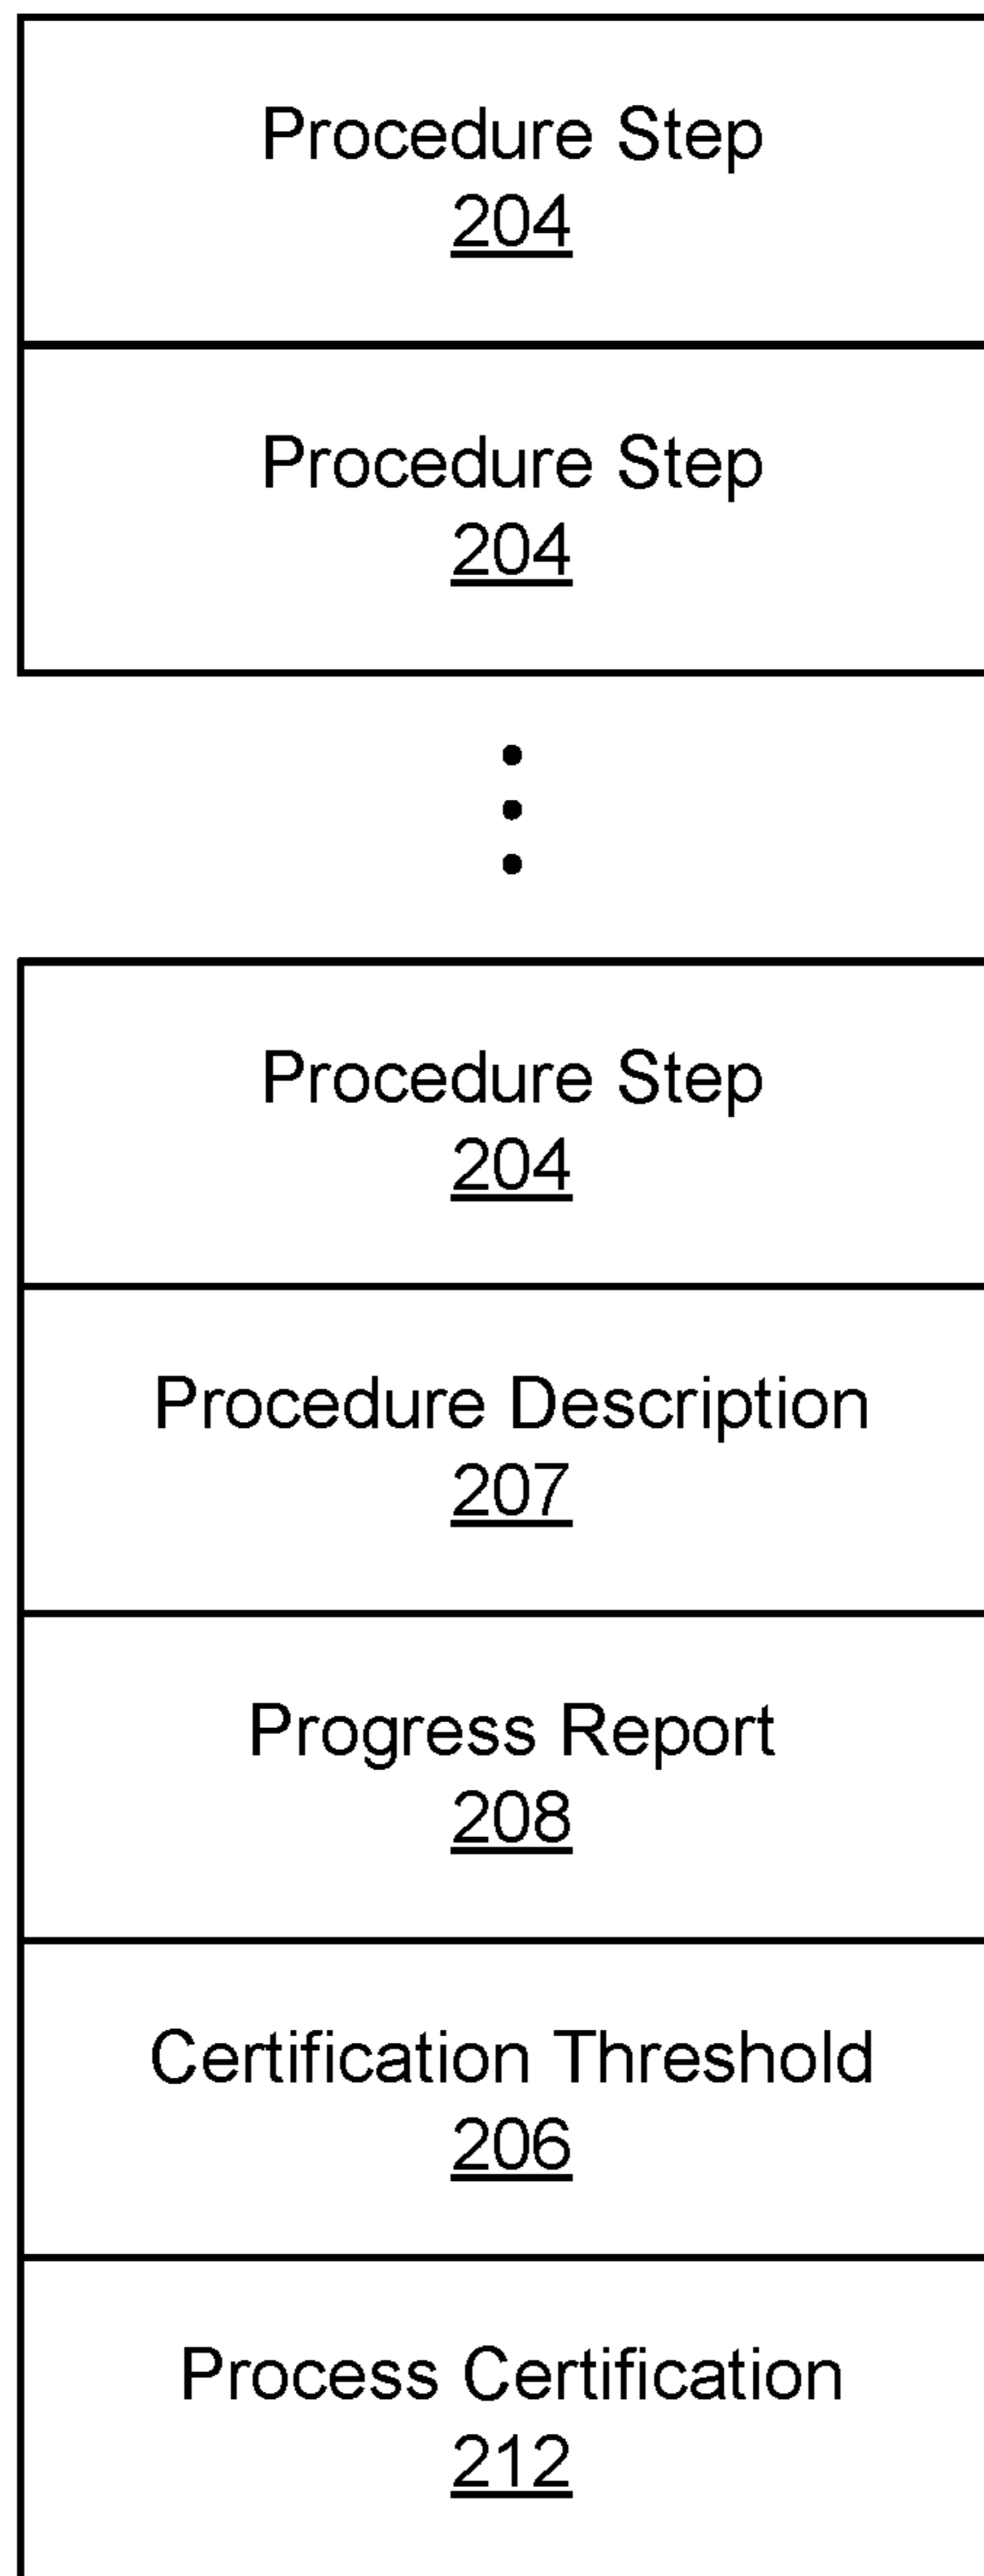 Procedure Step
204
Procedure Step
204
Procedure Step
204
Procedure Description
207
Progress Report
208
Certification Threshold
206
Process Certification
212